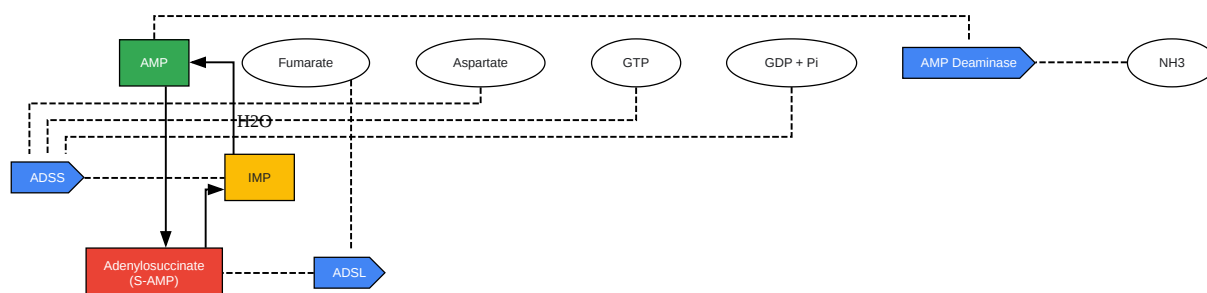 AMP
Fumarate
Aspartate
GTP
GDP + Pi
AMP Deaminase
NH3
H2O
ADSS
IMP
Adenylosuccinate
(S-AMP)
ADSL